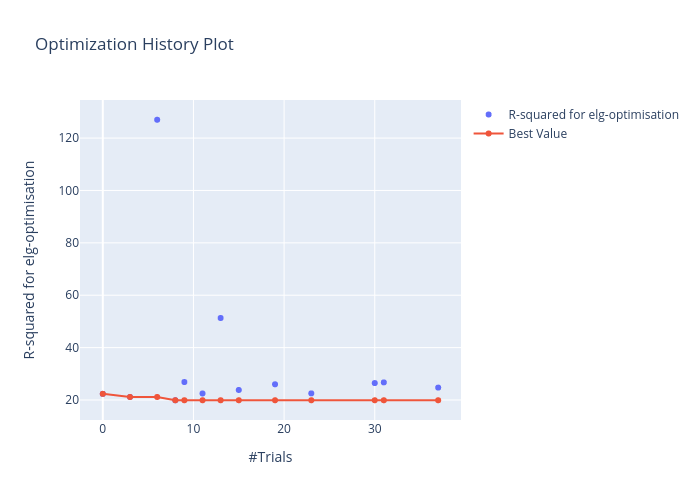 Optimization History Plot
R-squared for elg-optimisation
Best Value
120
100
80
60
40
20
R-squared for elg-optimisation
0
10
20
30
#Trials